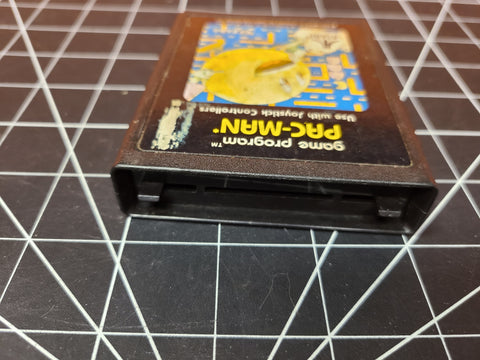 game program™
PAC-MAN*
Use with Joystick Controllers